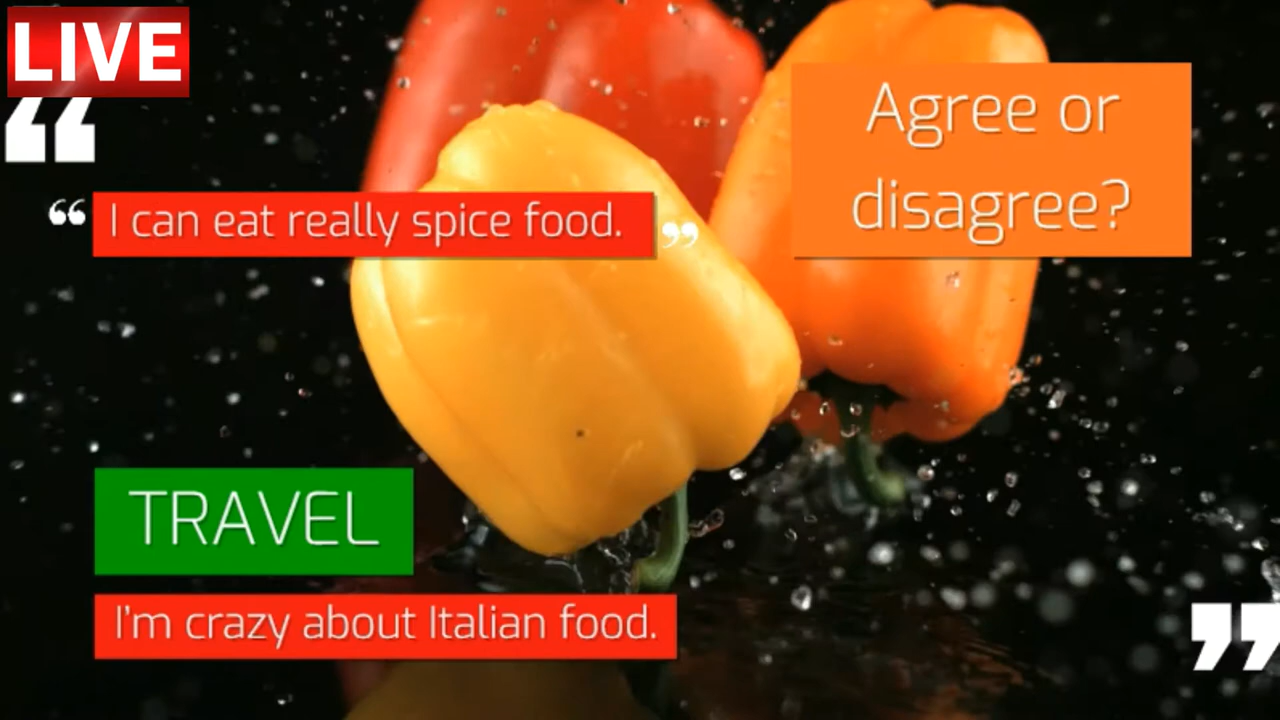 LIVE
“
“ I can eat really spice food. ”
Agree or
disagree?
TRAVEL
I'm crazy about Italian food.
”